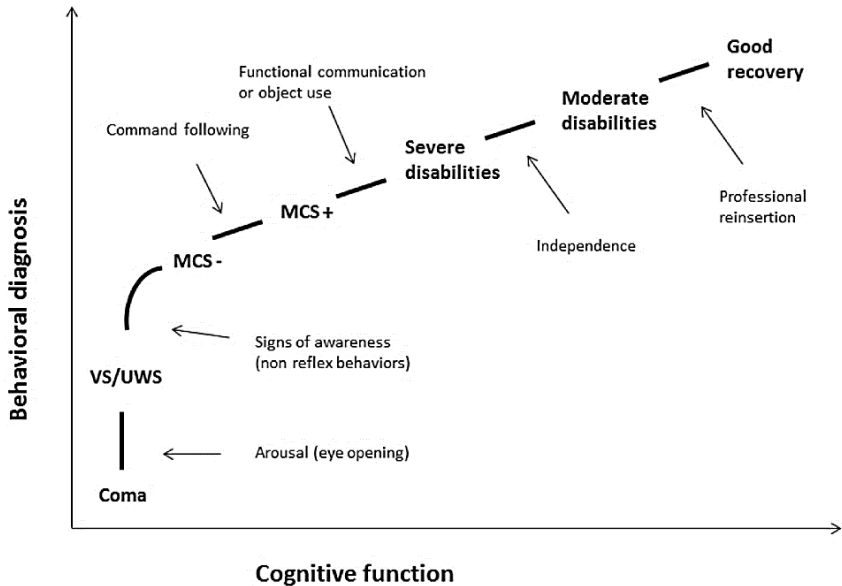 Good
recovery
Functional communication
or object use
Moderate
disabilities
Command following
Severe
disabilities
Professional
reinsertion
MCS+
Independence
MCS -
Signs of awareness
(non reflex behaviors)
VS/UWS
Arousal (eye opening)
Coma
Behavioral diagnosis
Cognitive function